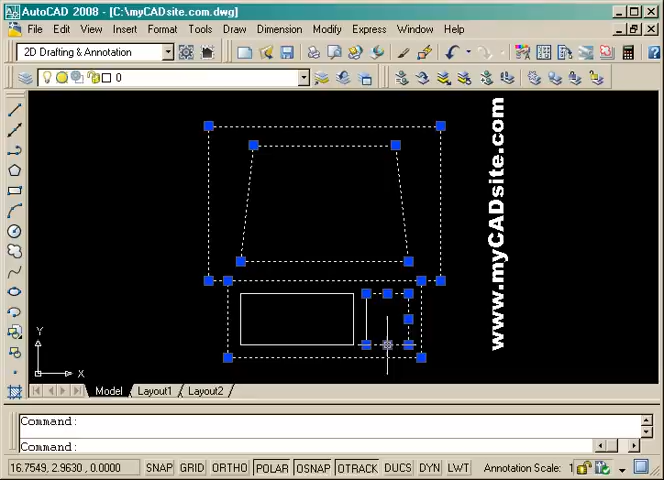 AutoCAD 2008 - [C:\myCADsite.com.dwg]
File Edit View Insert Format Tools Draw Dimension Modify Express Window Help
2D Drafting & Annotation
0
www.myCADsite.com
Y
X
Model Layout1 Layout2
Command:
Command:
16.7549, 2.9630, 0.0000 SNAP GRID ORTHO POLAR OSNAP OTRACK DUCS DYN LWT Annotation Scale: 1